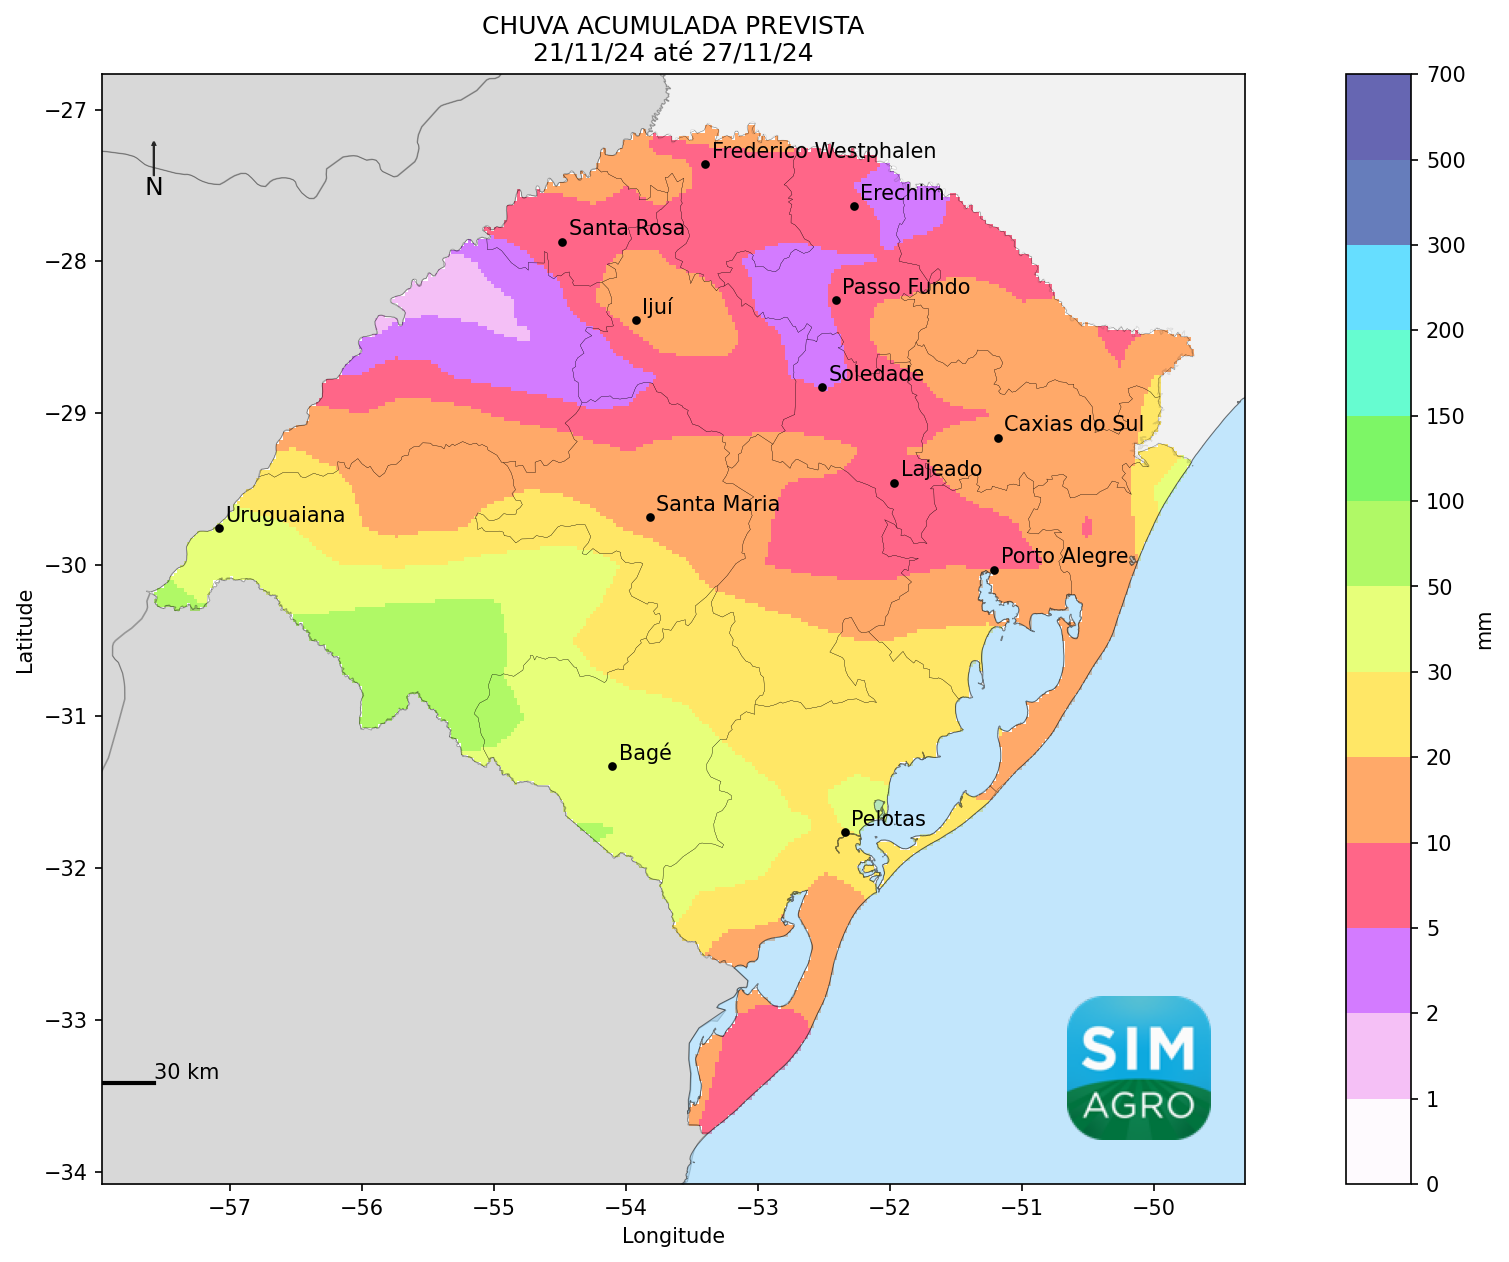 CHUVA ACUMULADA PREVISTA
21/11/24 até 27/11/24
−27
−28
−29
−30
−31
−32
−33
−34
Latitude
−57
−56
−55
−54
−53
−52
−51
−50
Longitude
N
Frederico Westphalen
Erechim
Santa Rosa
Passo Fundo
Ijuí
Soledade
Caxias do Sul
Lajeado
Santa Maria
Uruguaiana
Porto Alegre
Bagé
Pelotas
30 km
SIM
AGRO
700
500
300
200
150
100
50
30
20
10
5
2
1
0
mm